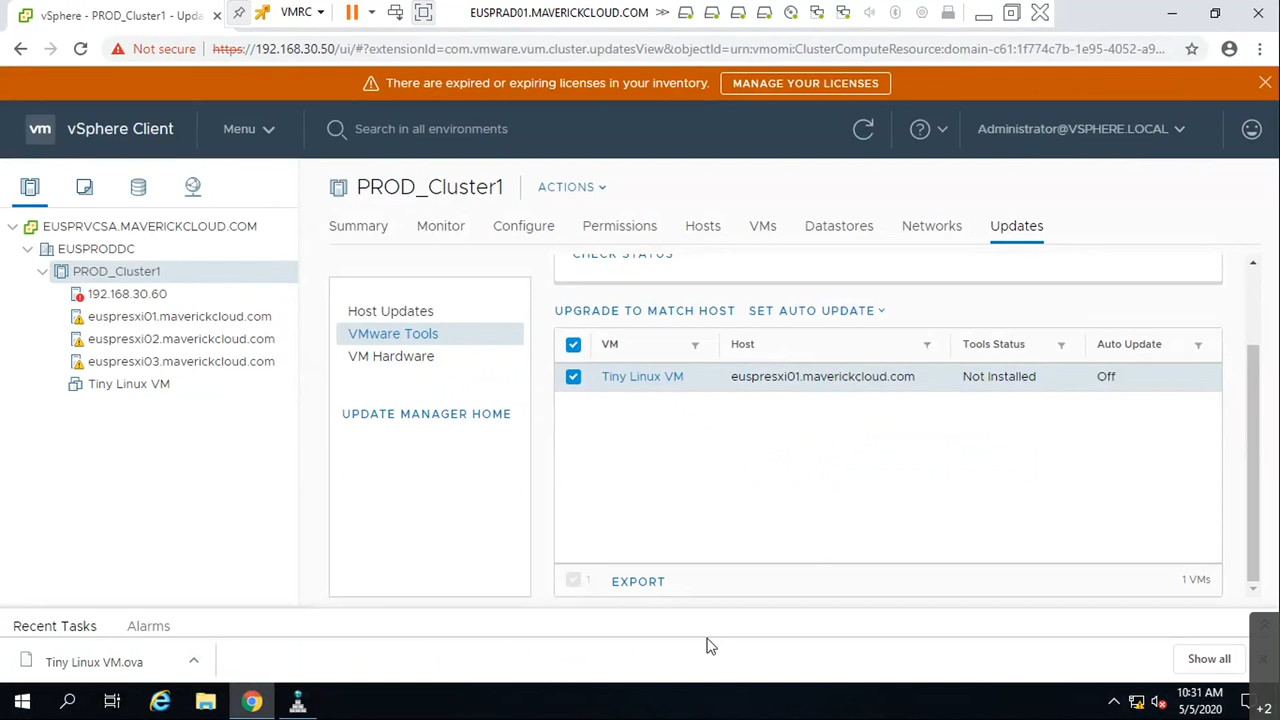 vSphere - PROD_Cluster1 - Upda
VMRC
EUSPRAD01.MAVERICKCLOUD.COM
Not secure
https://192.168.30.50/ui/#?extensionId=com.vmware.vum.cluster.updatesView&objectId=urn:vmomi:ClusterComputeResource:domain-c61:1f774c7b-1e95-4052-a9...
There are expired or expiring licenses in your inventory.
MANAGE YOUR LICENSES
vm
vSphere Client
Menu
Search in all environments
Administrator@VSPHERE.LOCAL
PROD_Cluster1
ACTIONS
EUSPRVCSA.MAVERICKCLOUD.COM
EUSPRODDC
PROD_Cluster1
192.168.30.60
euspresxi01.maverickcloud.com
euspresxi02.maverickcloud.com
euspresxi03.maverickcloud.com
Tiny Linux VM
Summary
Monitor
Configure
Permissions
Hosts
VMs
Datastores
Networks
Updates
Host Updates
VMware Tools
VM Hardware
UPDATE MANAGER HOME
CHECK STATUS
UPGRADE TO MATCH HOST
SET AUTO UPDATE
VM
Host
Tools Status
Auto Update
Tiny Linux VM
euspresxi01.maverickcloud.com
Not Installed
Off
1
EXPORT
1 VMs
Recent Tasks
Alarms
Tiny Linux VM.ova
Show all
10:31 AM
5/5/2020
+2